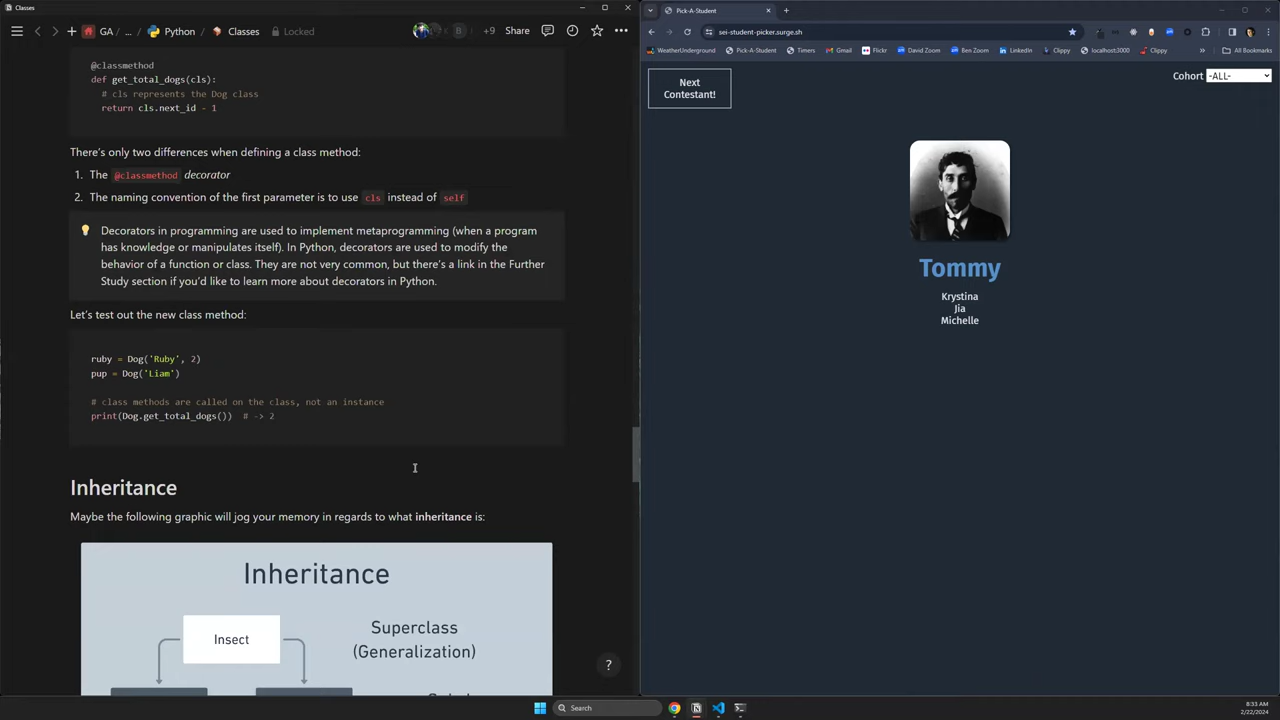 Classes
GA / ... / Python / Classes Locked
B +9 Share
@classmethod
def get_total_dogs(cls):
# cls represents the Dog class
return cls.next_id - 1
There's only two differences when defining a class method:
1. The @classmethod decorator
2. The naming convention of the first parameter is to use cls instead of self
Decorators in programming are used to implement metaprogramming (when a program
has knowledge or manipulates itself). In Python, decorators are used to modify the
behavior of a function or class. They are not very common, but there's a link in the Further
Study section if you'd like to learn more about decorators in Python.
Let's test out the new class method:
ruby = Dog('Ruby', 2)
pup = Dog('Liam')
# class methods are called on the class, not an instance
print(Dog.get_total_dogs()) # -> 2
Inheritance
Maybe the following graphic will jog your memory in regards to what inheritance is:
Inheritance
Insect
Superclass
(Generalization)
?
Pick-A-Student
sei-student-picker.surge.sh
WeatherUnderground Pick-A-Student Timers Gmail Flickr David Zoom Ben Zoom LinkedIn Clippy localhost3000 Clippy » All Bookmarks
Next
Contestant!
Cohort -ALL-
Tommy
Krystina
Jia
Michelle
Search
8:33 AM
2/22/2024